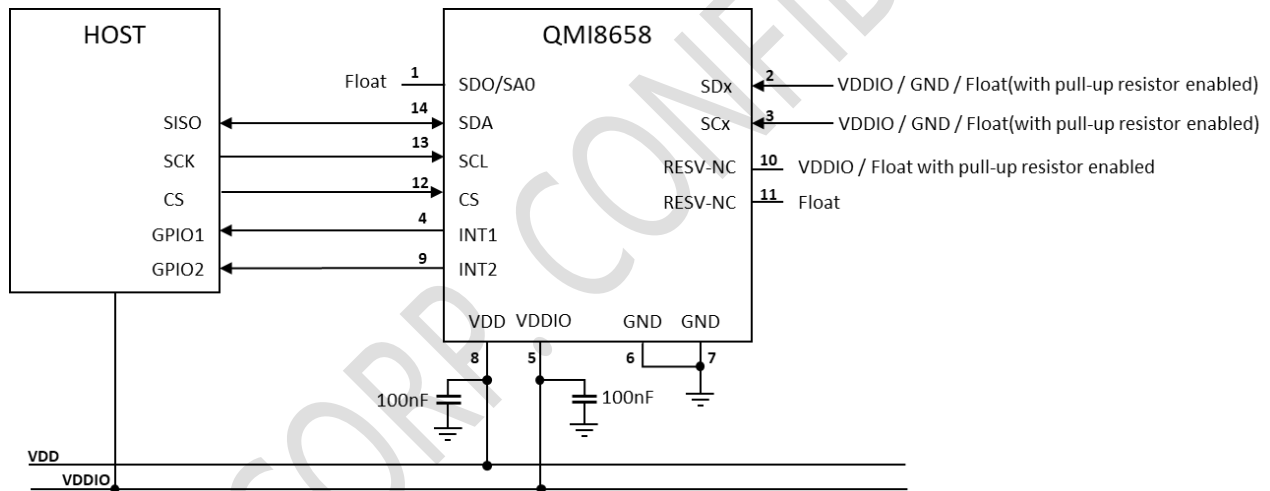 HOST
QMI8658
Float 1 SDO/SA0
SDx 2 VDDIO / GND / Float(with pull-up resistor enabled)
SISO 14 SDA
SCx 3 VDDIO / GND / Float(with pull-up resistor enabled)
SCK 13 SCL
RESV-NC 10 VDDIO / Float with pull-up resistor enabled
CS 12 CS
RESV-NC 11 Float
GPIO1 4 INT1
GPIO2 9 INT2
VDD VDDIO GND GND
8 5 6 7
100nF 100nF
VDD
VDDIO
CORP. CONFID